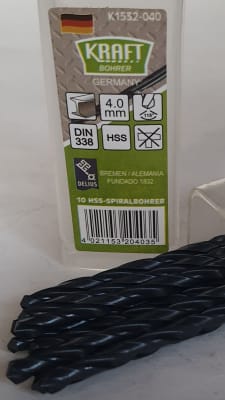 K1552-040
KRAFT
BOHRER
GERMANY
4.0
mm
118°
DIN
338
HSS
DELIUS
BREMEN / ALEMANIA
FUNDADO 1832
10 HSS-SPIRALBOHRER
4 021153 204035